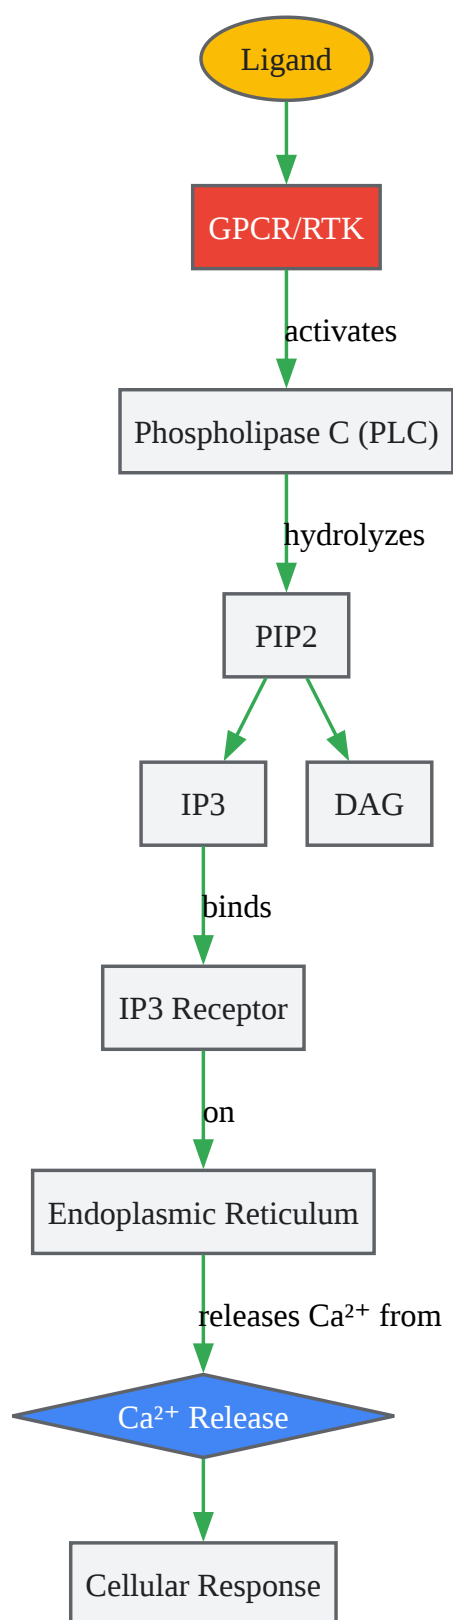 Ligand
GPCR/RTK
activates
Phospholipase C (PLC)
hydrolyzes
PIP2
IP3
DAG
binds
IP3 Receptor
on
Endoplasmic Reticulum
releases Ca²⁺ from
Ca²⁺ Release
Cellular Response